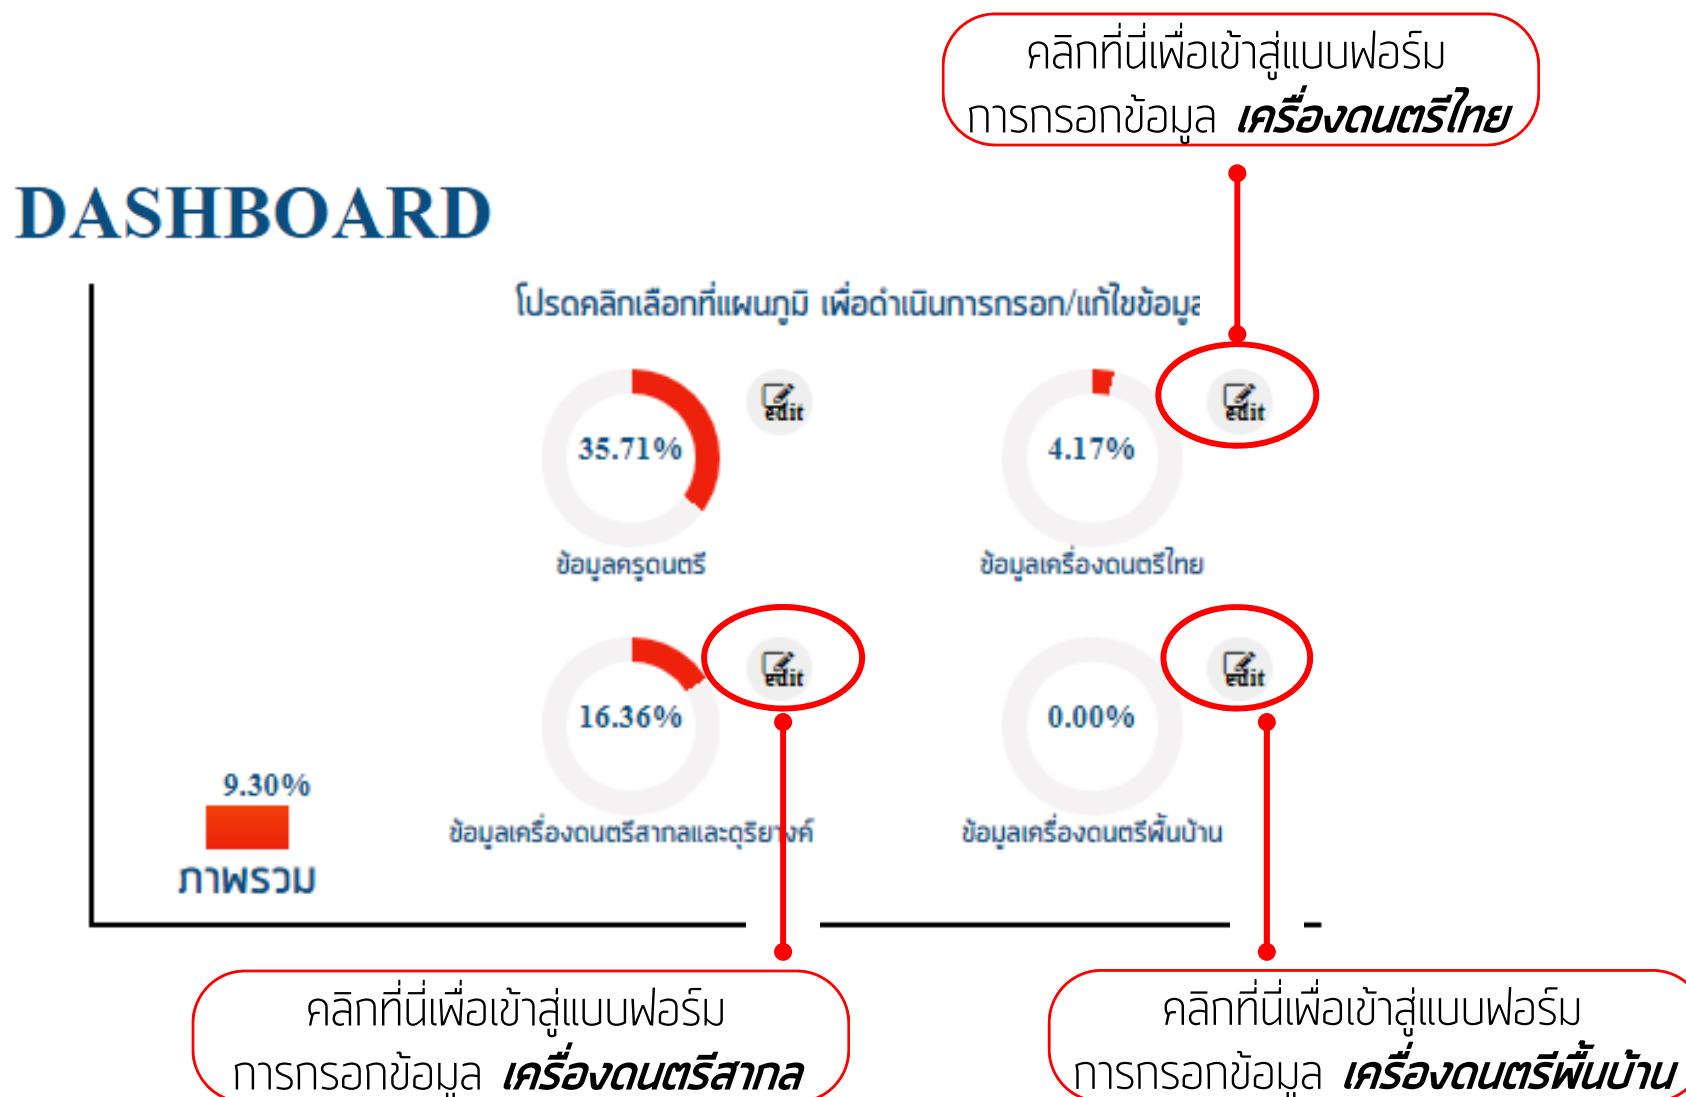 คลิกที่นี่เพื่อเข้าสู่แบบฟอร์ม
การกรอกข้อมูล เครื่องดนตรีไทย
DASHBOARD
โปรดคลิกเลือกที่แผนภูมิ เพื่อดำเนินการกรอก/แก้ไขข้อมูล
35.71%
edit
4.17%
edit
ข้อมูลครูดนตรี
ข้อมูลเครื่องดนตรีไทย
16.36%
edit
0.00%
edit
ข้อมูลเครื่องดนตรีสากลและดุริยางค์
ข้อมูลเครื่องดนตรีพื้นบ้าน
9.30%
ภาพรวม
คลิกที่นี่เพื่อเข้าสู่แบบฟอร์ม
การกรอกข้อมูล เครื่องดนตรีสากล
คลิกที่นี่เพื่อเข้าสู่แบบฟอร์ม
การกรอกข้อมูล เครื่องดนตรีพื้นบ้าน